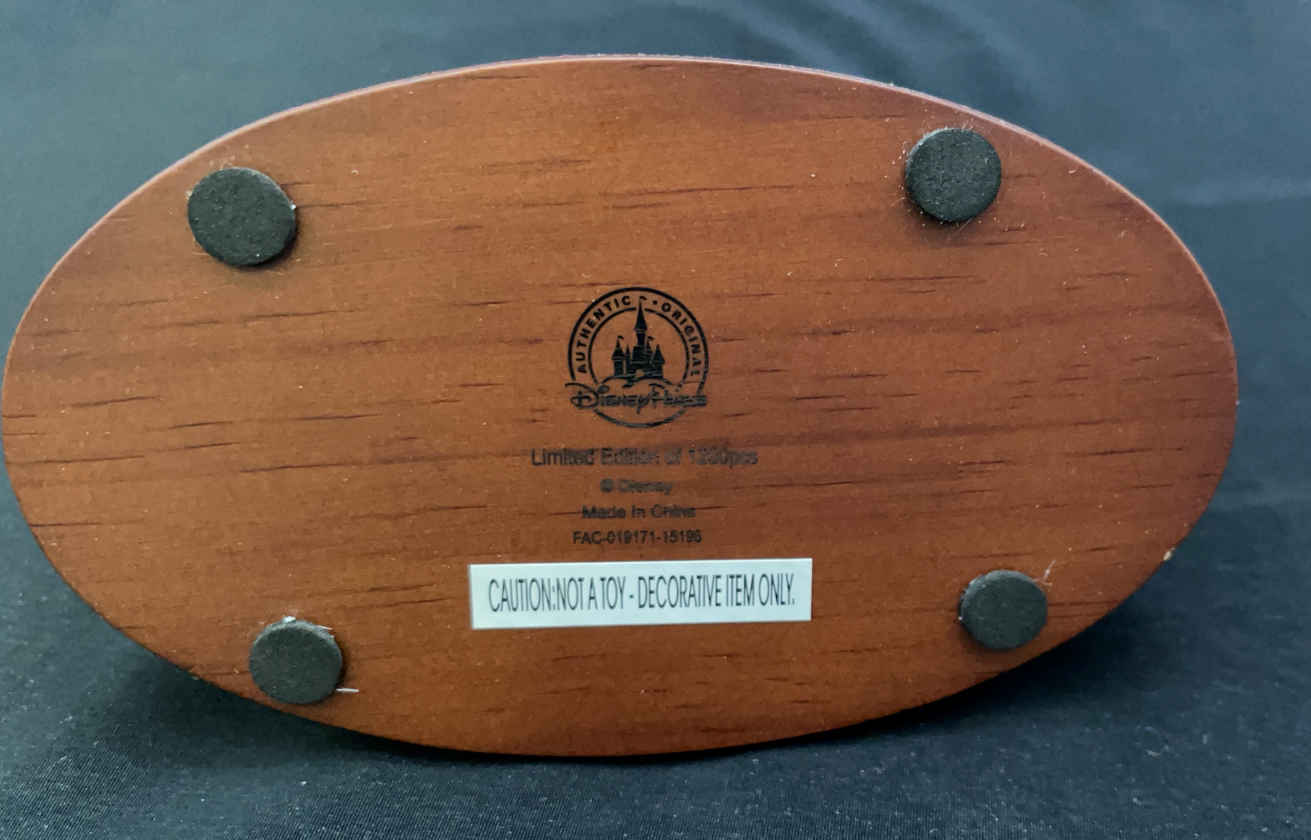 AUTHENTIC · ORIGINAL
Disney Parks
Limited Edition of pcs
© Disney
Made In China
FAC-019171-15196
CAUTION:NOT A TOY - DECORATIVE ITEM ONLY.